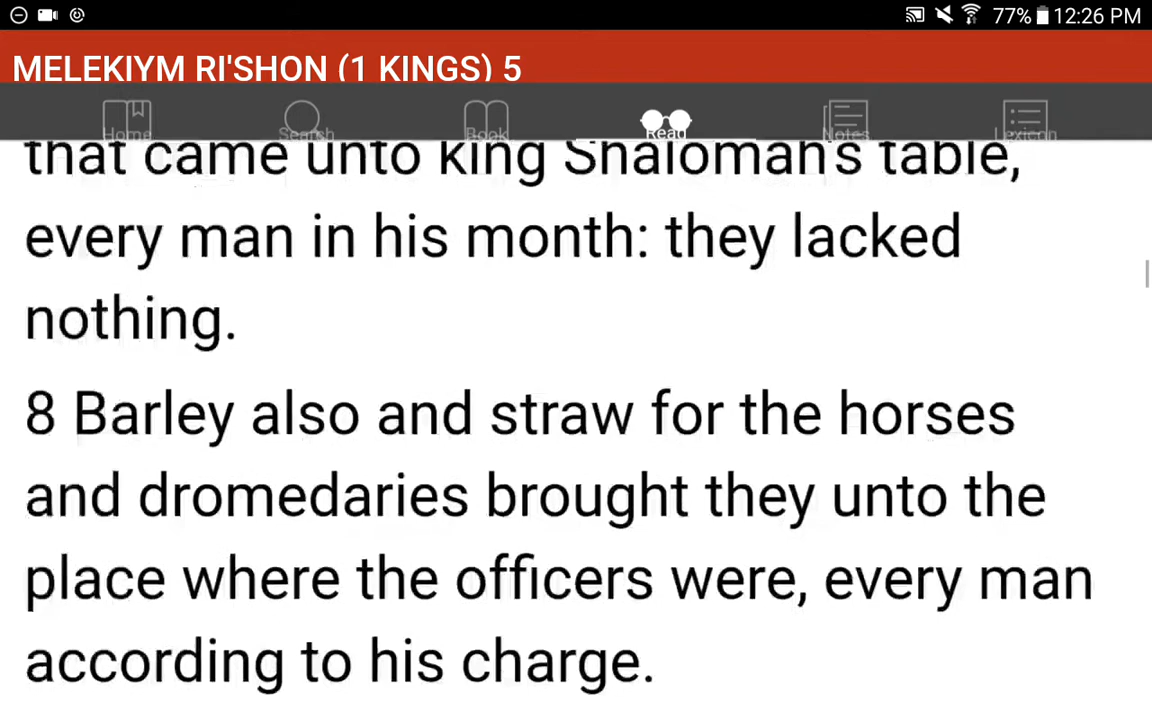 77% 12:26 PM
MELEKIYM RI'SHON (1 KINGS) 5
Home Search Book Read Notes Lexicon
that came unto king Shaloman's table,
every man in his month: they lacked
nothing.
8 Barley also and straw for the horses
and dromedaries brought they unto the
place where the officers were, every man
according to his charge.